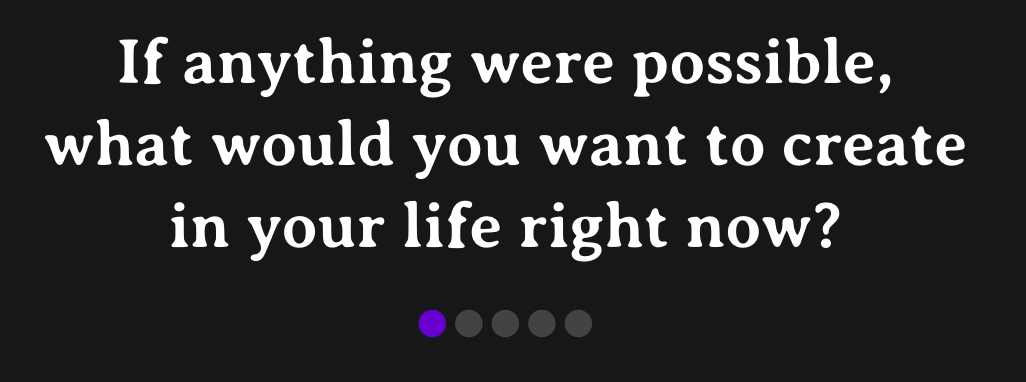 If anything were possible,
what would you want to create
in your life right now?